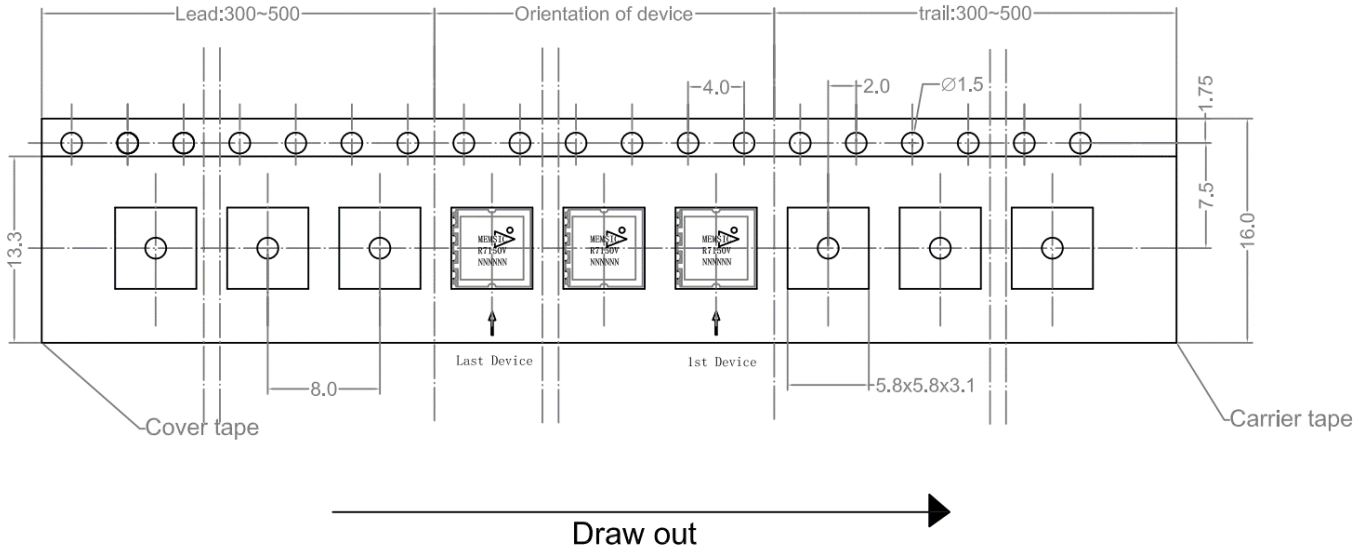 Lead:300~500
Orientation of device
trail:300~500
4.0
2.0
Ø1.5
1.75
7.5
16.0
13.3
MEMSIC
R7150V
NNNNNN
MEMSIC
R7150V
NNNNNN
MEMSIC
R7150V
NNNNNN
Last Device
1st Device
8.0
5.8x5.8x3.1
Cover tape
Carrier tape
Draw out